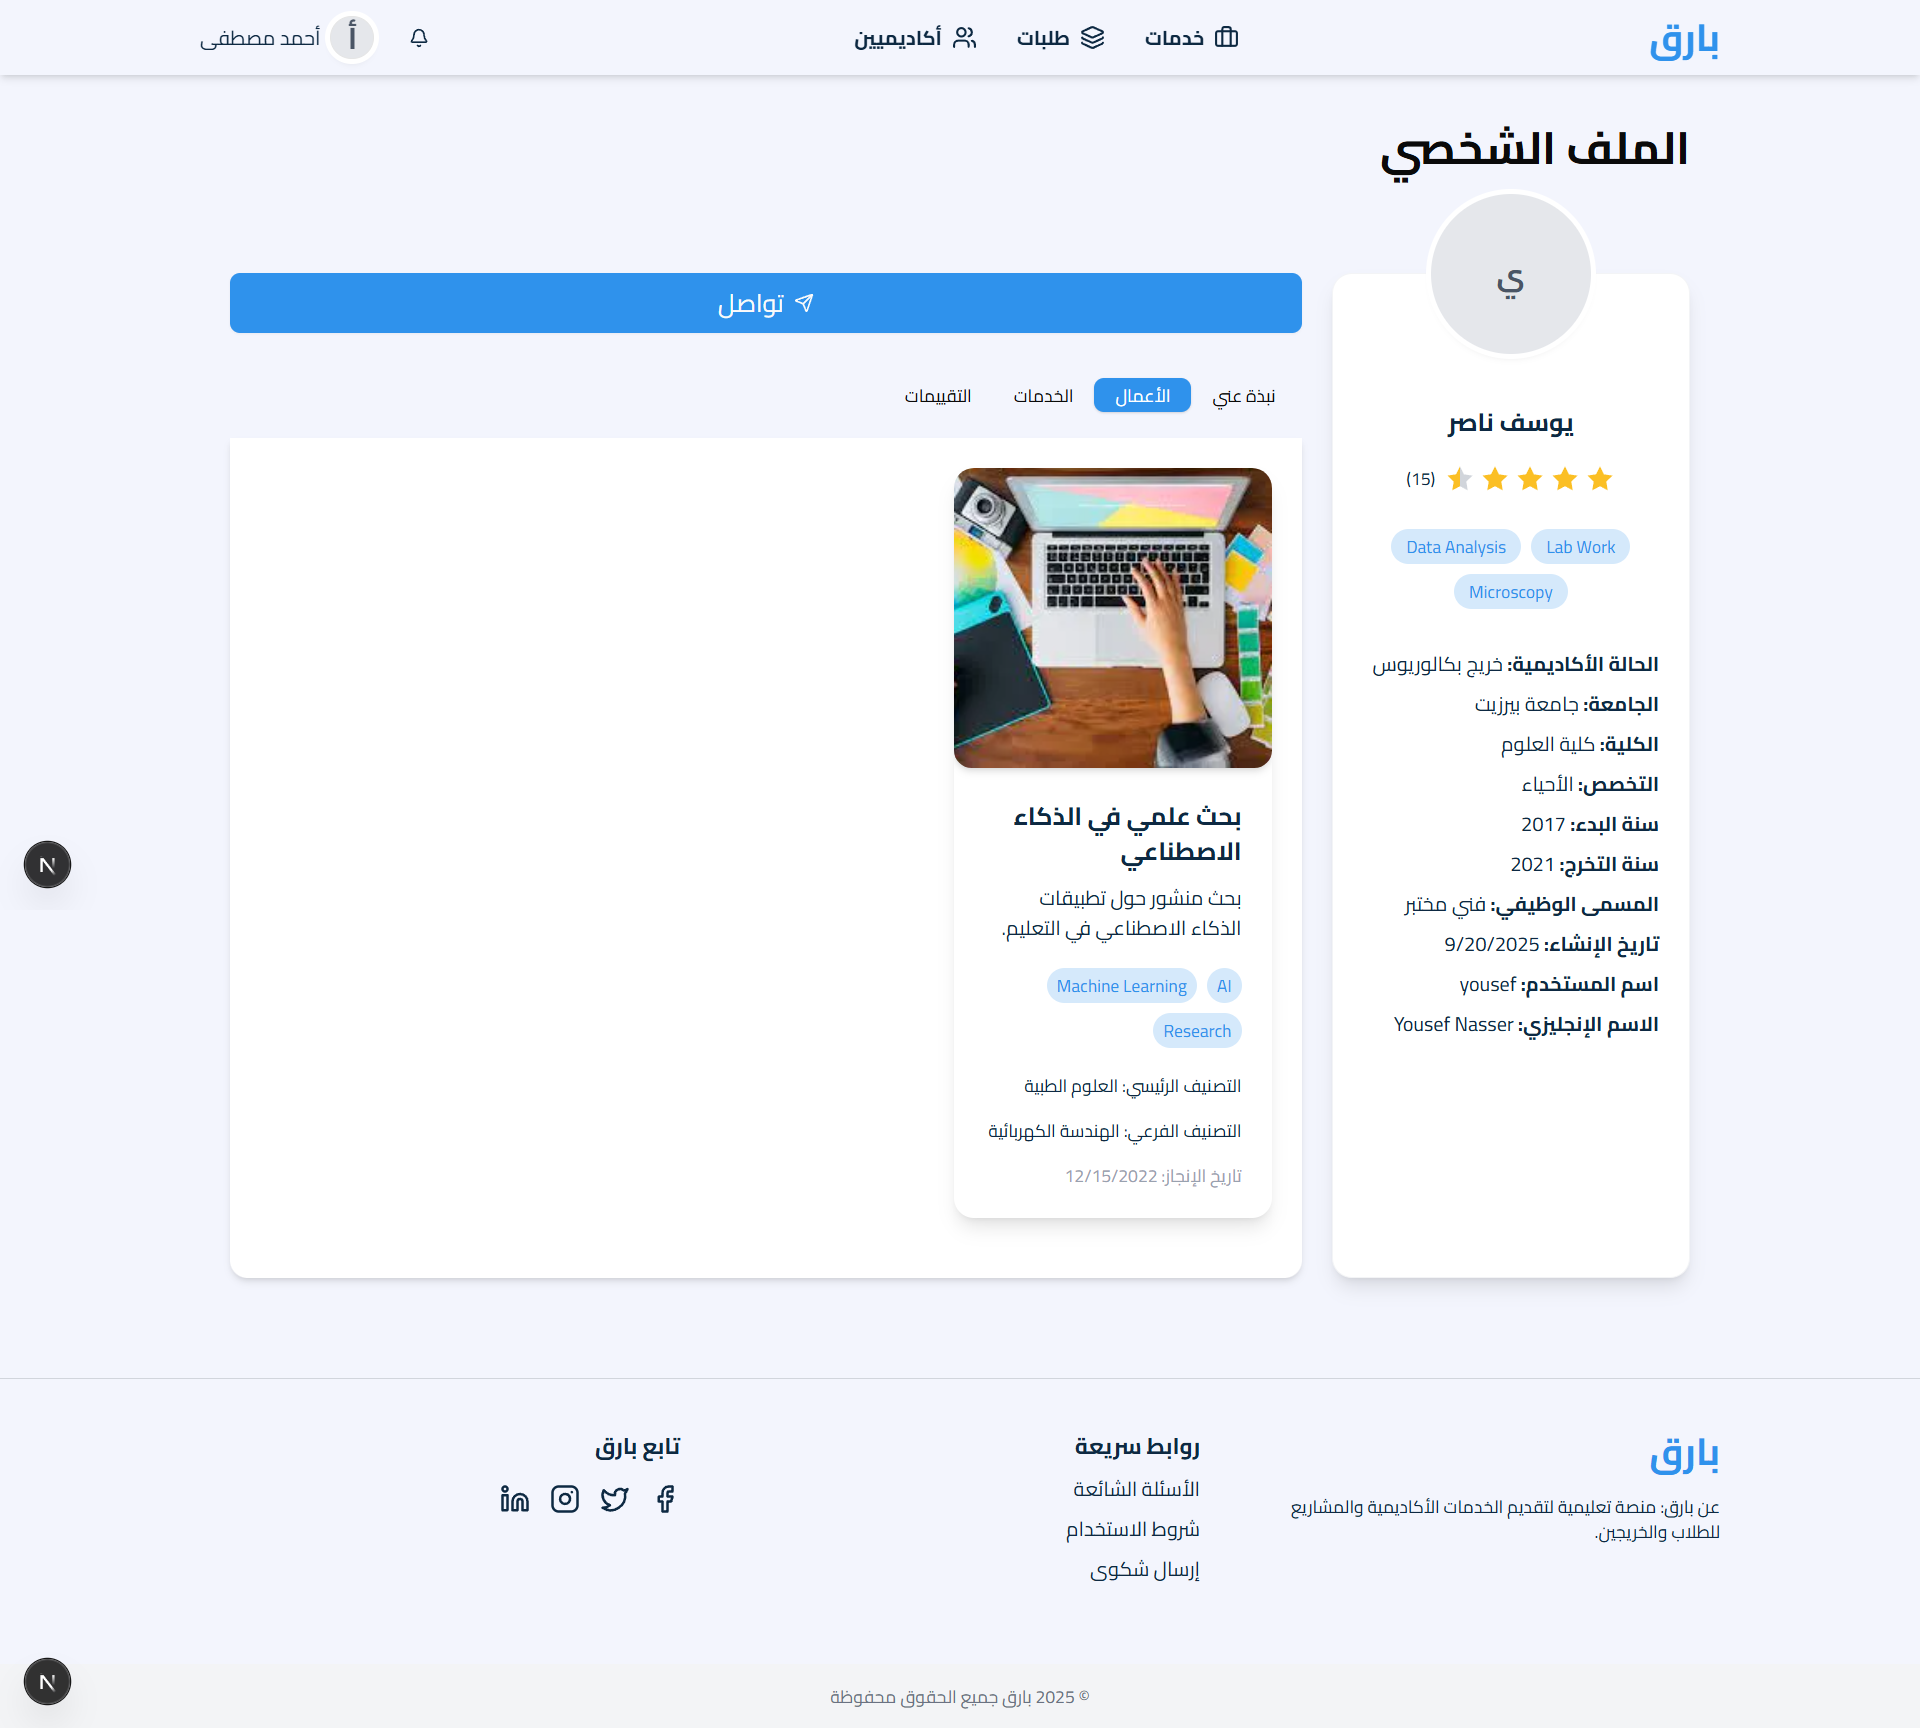 بارق
خدمات
طلبات
أكاديميين
أ
أحمد مصطفى
الملف الشخصي
ي
يوسف ناصر
(15)
Lab Work
Data Analysis
Microscopy
الحالة الأكاديمية: خريج بكالوريوس
الجامعة: جامعة بيرزيت
الكلية: كلية العلوم
التخصص: الأحياء
سنة البدء: 2017
سنة التخرج: 2021
المسمى الوظيفي: فني مختبر
تاريخ الإنشاء: 9/20/2025
اسم المستخدم: yousef
الاسم الإنجليزي: Yousef Nasser
تواصل
نبذة عني
الأعمال
الخدمات
التقييمات
بحث علمي في الذكاء
الاصطناعي
بحث منشور حول تطبيقات
الذكاء الاصطناعي في التعليم.
AI
Machine Learning
Research
التصنيف الرئيسي: العلوم الطبية
التصنيف الفرعي: الهندسة الكهربائية
تاريخ الإنجاز: 12/15/2022
N
بارق
عن بارق: منصة تعليمية لتقديم الخدمات الأكاديمية والمشاريع
للطلاب والخريجين.
روابط سريعة
الأسئلة الشائعة
شروط الاستخدام
إرسال شكوى
تابع بارق
N
© 2025 بارق جميع الحقوق محفوظة